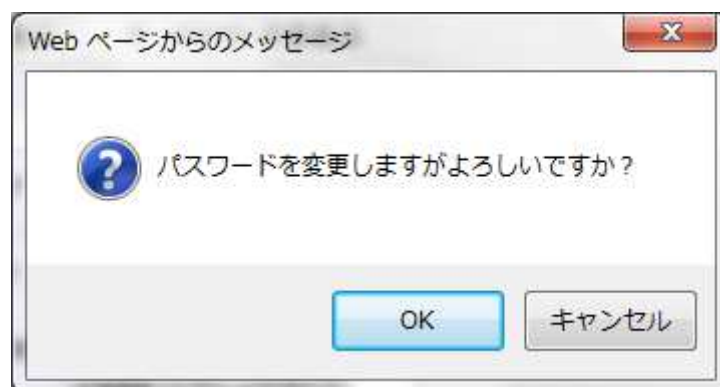 Web ページからのメッセージ
パスワードを変更しますがよろしいですか？
OK
キャンセル